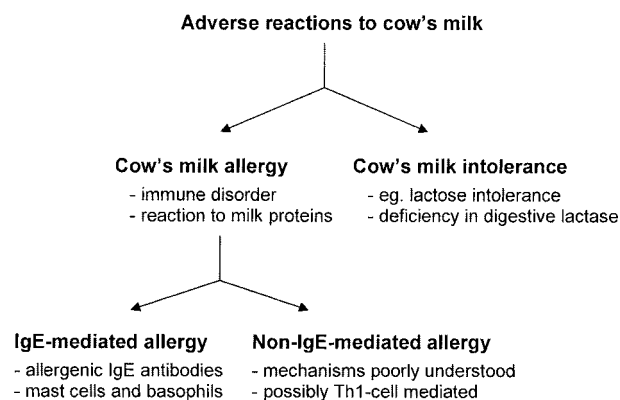 Adverse reactions to cow's milk
Cow's milk allergy
- immune disorder
- reaction to milk proteins
Cow's milk intolerance
- eg. lactose intolerance
- deficiency in digestive lactase
IgE-mediated allergy
- allergenic IgE antibodies
- mast cells and basophils
Non-IgE-mediated allergy
- mechanisms poorly understood
- possibly Th1-cell mediated